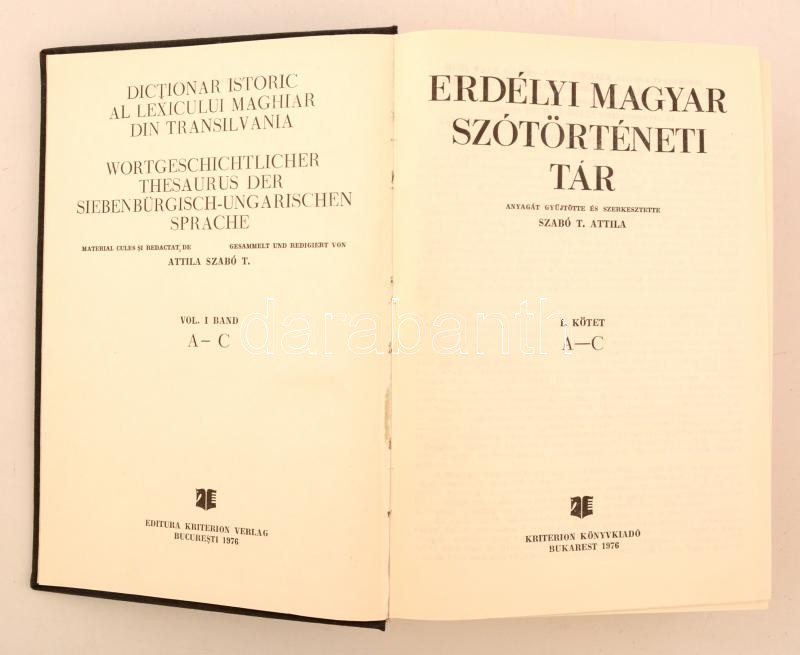 DICȚIONAR ISTORIC
AL LEXICULUI MAGHIAR
DIN TRANSILVANIA
WORTGESCHICHTLICHER
THESAURUS DER
SIEBENBÜRGISCH-UNGARISCHEN
SPRACHE
MATERIAL CULES ȘI REDACTAT DE GESAMMELT UND REDIGIERT VON
ATTILA SZABÓ T.
VOL. I BAND
A – C
EDITURA KRITERION VERLAG
BUCUREȘTI 1976
ERDÉLYI MAGYAR
SZÓTÖRTÉNETI
TÁR
ANYAGÁT GYŰJTÖTTE ÉS SZERKESZTETTE
SZABÓ T. ATTILA
I. KÖTET
A—C
KRITERION KÖNYVKIADÓ
BUKAREST 1976
darabanth